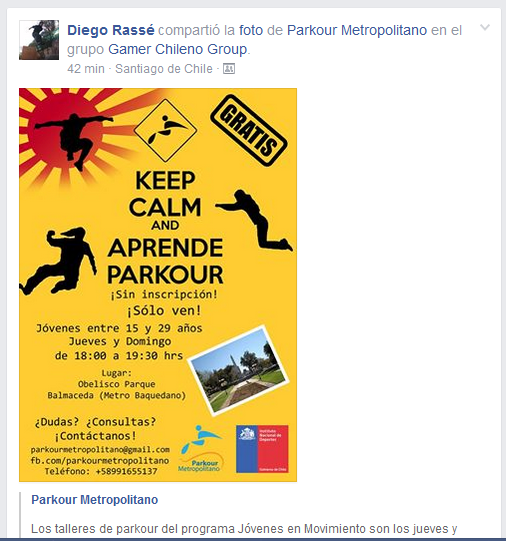 Diego Rassé compartió la foto de Parkour Metropolitano en el
grupo Gamer Chileno Group.
42 min · Santiago de Chile ·
GRATIS
KEEP
CALM
AND
APRENDE
PARKOUR
¡Sin inscripción!
¡Sólo ven!
Jóvenes entre 15 y 29 años
Jueves y Domingo
de 18:00 a 19:30 hrs
Lugar:
Obelisco Parque
Balmaceda (Metro Baquedano)
¿Dudas? ¿Consultas?
¡Contáctanos!
parkourmetropolitano@gmail.com
fb.com/parkourmetropolitano
Teléfono: +58991655137
Parkour
Metropolitano
Instituto
Nacional de
Deportes
Gobierno de Chile
Parkour Metropolitano
Los talleres de parkour del programa Jóvenes en Movimiento son los jueves y